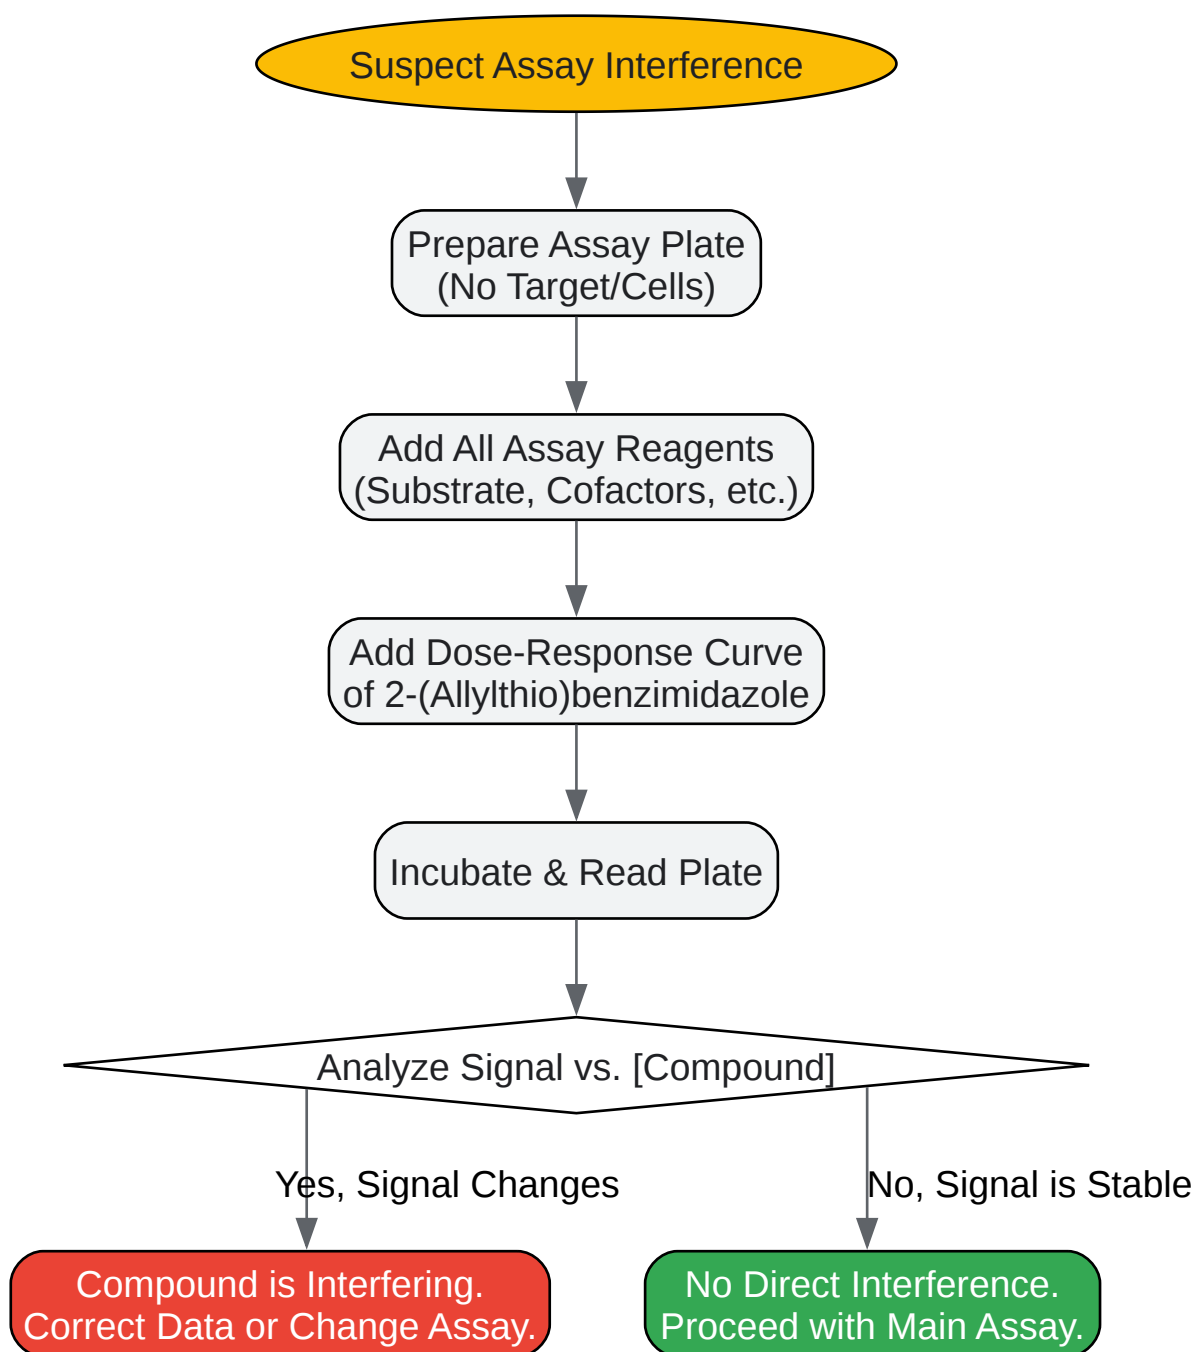 Suspect Assay Interference
Prepare Assay Plate
(No Target/Cells)
Add All Assay Reagents
(Substrate, Cofactors, etc.)
Add Dose-Response Curve
of 2-(Allylthio)benzimidazole
Incubate & Read Plate
Analyze Signal vs. [Compound]
Yes, Signal Changes
No, Signal is Stable
Compound is Interfering.
Correct Data or Change Assay.
No Direct Interference.
Proceed with Main Assay.